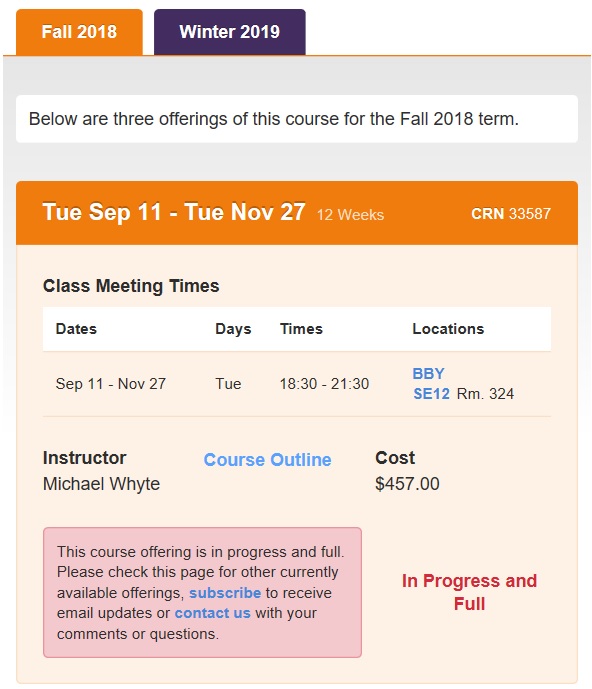 Fall 2018
Winter 2019
Below are three offerings of this course for the Fall 2018 term.
Tue Sep 11 - Tue Nov 27 12 Weeks CRN 33587
Class Meeting Times
Dates Days Times Locations
Sep 11 - Nov 27 Tue 18:30 - 21:30 BBY
SE12 Rm. 324
Instructor Course Outline Cost
Michael Whyte $457.00
This course offering is in progress and full.
Please check this page for other currently
available offerings, subscribe to receive
email updates or contact us with your
comments or questions.
In Progress and
Full